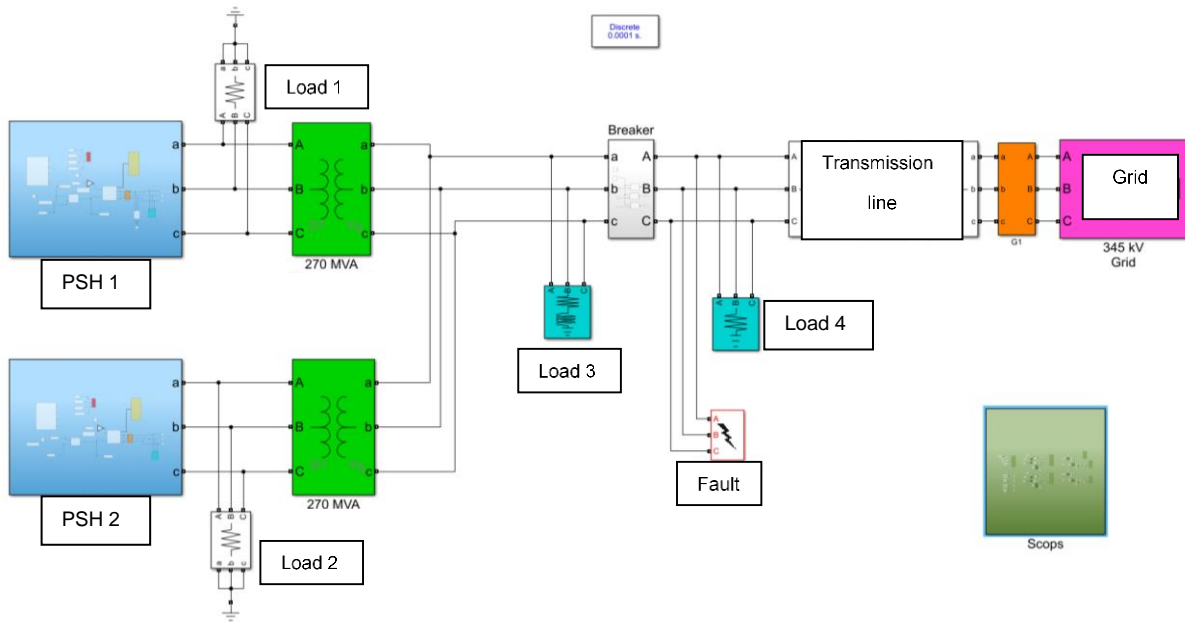 Discrete
0.0001 s.
a b c
Load 1
A B C
Breaker
PSH 1
a
b
c
A
B
C
a
b
c
270 MVA
a
b
c
A
B
C
A
B
C
Transmission
line
a
b
c
a
b
c
G1
A
B
C
A
B
C
Grid
345 kV
Grid
A B C
Load 3
A B C
Load 4
PSH 2
a
b
c
A
B
C
a
b
c
270 MVA
A
B
C
Fault
A B C
Load 2
a b c
Scops